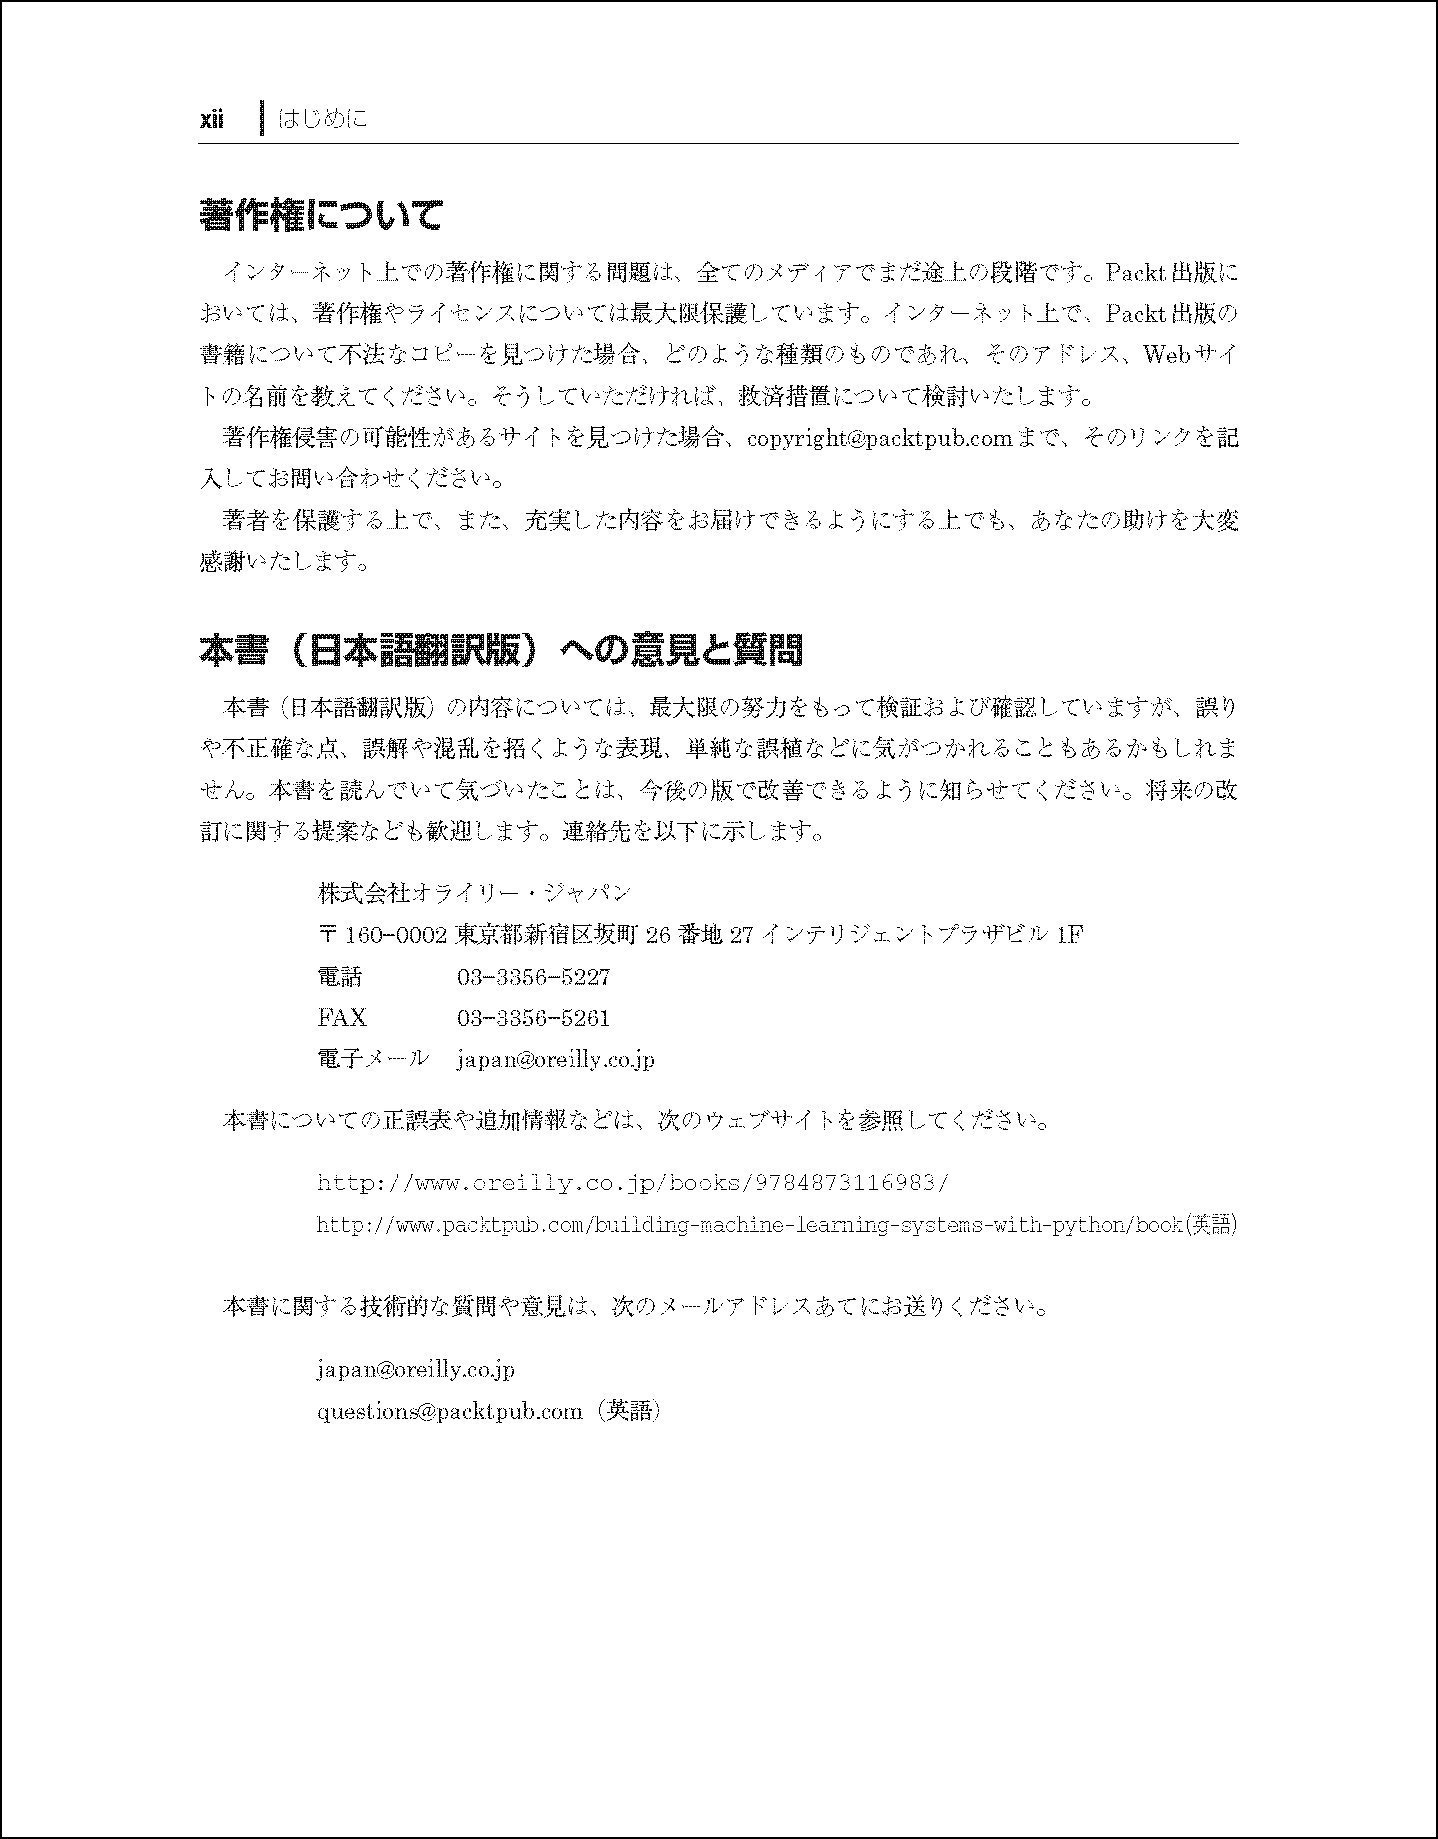 xii はじめに
著作権について
インターネット上での著作権に関する問題は、全てのメディアでまだ途上の段階です。Packt出版に
おいては、著作権やライセンスについては最大限保護しています。インターネット上で、Packt出版の
書籍について不法なコピーを見つけた場合、どのような種類のものであれ、そのアドレス、Webサイ
トの名前を教えてください。そうしていただければ、救済措置について検討いたします。
著作権侵害の可能性があるサイトを見つけた場合、copyright@packtpub.comまで、そのリンクを記
入してお問い合わせください。
著者を保護する上で、また、充実した内容をお届けできるようにする上でも、あなたの助けを大変
感謝いたします。
本書（日本語翻訳版）への意見と質問
本書（日本語翻訳版）の内容については、最大限の努力をもって検証および確認していますが、誤り
や不正確な点、誤解や混乱を招くような表現、単純な誤植などに気がつかれることもあるかもしれま
せん。本書を読んでいて気づいたことは、今後の版で改善できるように知らせてください。将来の改
訂に関する提案なども歓迎します。連絡先を以下に示します。
株式会社オライリー・ジャパン
〒160-0002 東京都新宿区坂町 26 番地 27 インテリジェントプラザビル 1F
電話 03-3356-5227
FAX 03-3356-5261
電子メール japan@oreilly.co.jp
本書についての正誤表や追加情報などは、次のウェブサイトを参照してください。
http://www.oreilly.co.jp/books/9784873116983/
http://www.packtpub.com/building-machine-learning-systems-with-python/book(英語)
本書に関する技術的な質問や意見は、次のメールアドレスあてにお送りください。
japan@oreilly.co.jp
questions@packtpub.com（英語）